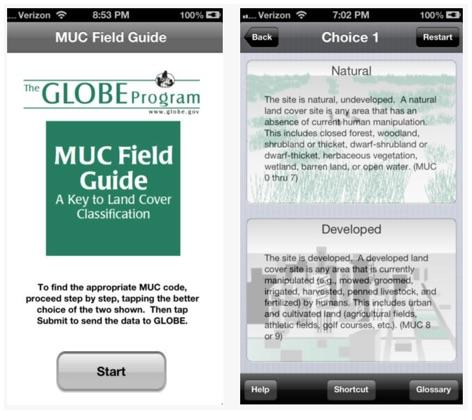 Verizon 8:53 PM 100%
MUC Field Guide
The GLOBE Program
www.globe.gov
MUC Field
Guide
A Key to Land Cover
Classification
To find the appropriate MUC code,
proceed step by step, tapping the better
choice of the two shown. Then tap
Submit to send the data to GLOBE.
Start
Verizon 7:02 PM 100%
Back Choice 1 Restart
Natural
The site is natural, undeveloped. A natural
land cover site is any area that has an
absence of current human manipulation.
This includes closed forest, woodland,
shrubland or thicket, dwarf-shrubland or
dwarf-thicket, herbaceous vegetation,
wetland, barren land, or open water. (MUC
0 thru 7)
Developed
The site is developed. A developed land
cover site is any area that is currently
manipulated (e.g., mowed, groomed,
irrigated, harvested, penned livestock, and
fertilized) by humans. This includes urban
and cultivated land (agricultural fields,
athletic fields, golf courses, etc.). (MUC 8
or 9)
Help Shortcut Glossary